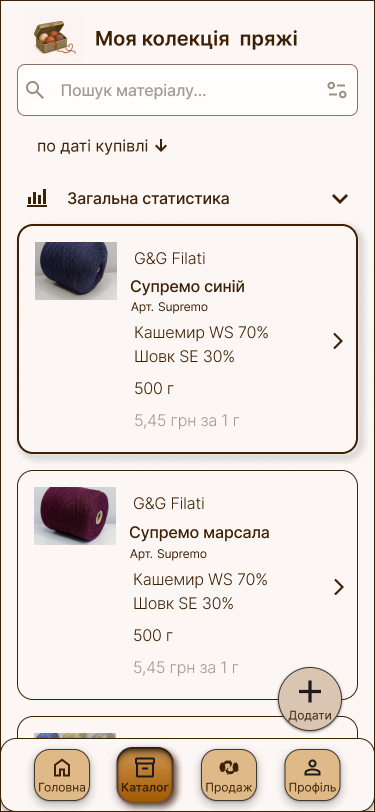 Моя колекція пряжі
Пошук матеріалу...
по даті купівлі
Загальна статистика
G&G Filati
Супремо синій
Арт. Supremo
Кашемир WS 70%
Шовк SE 30%
500 г
5,45 грн за 1 г
G&G Filati
Супремо марсала
Арт. Supremo
Кашемир WS 70%
Шовк SE 30%
500 г
5,45 грн за 1 г
Додати
Головна
Каталог
Продаж
Профіль